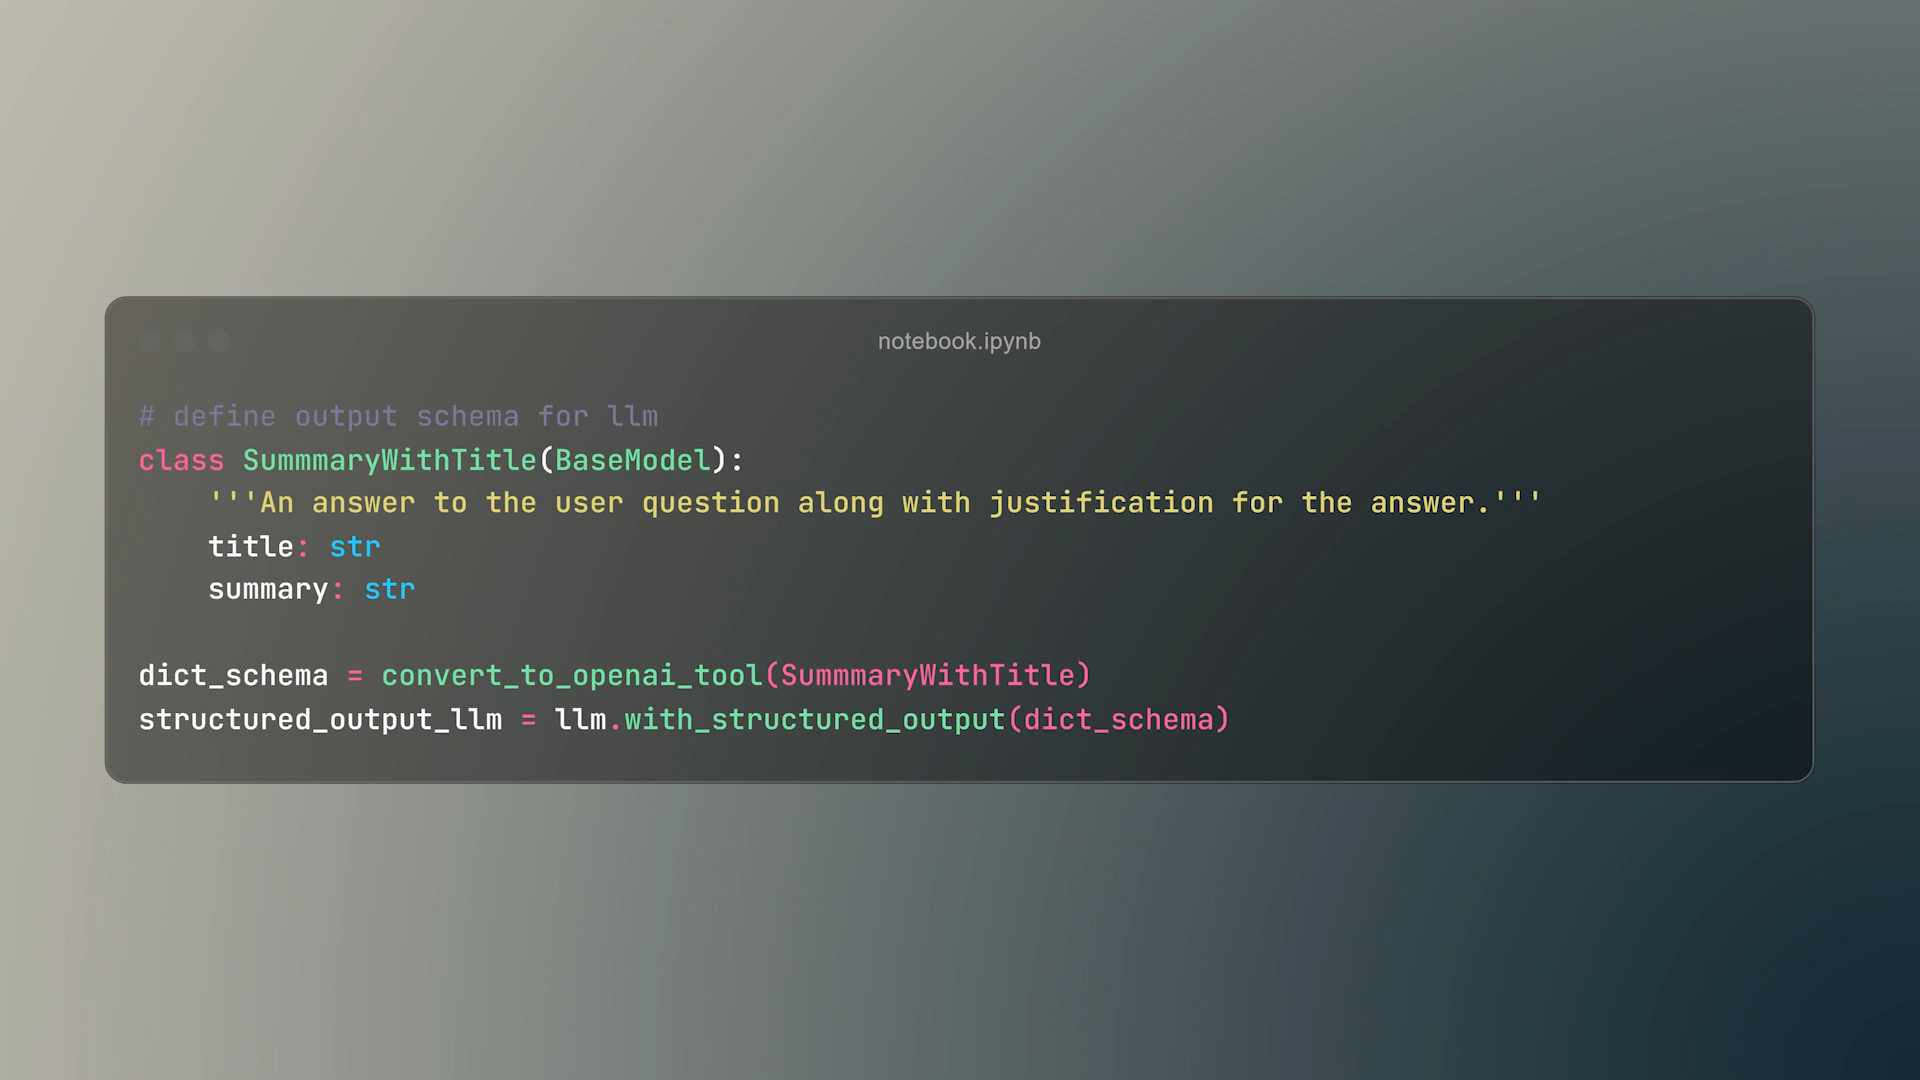 notebook.ipynb
# define output schema for llm
class SummmaryWithTitle(BaseModel):
    '''An answer to the user question along with justification for the answer.'''
    title: str
    summary: str

dict_schema = convert_to_openai_tool(SummmaryWithTitle)
structured_output_llm = llm.with_structured_output(dict_schema)